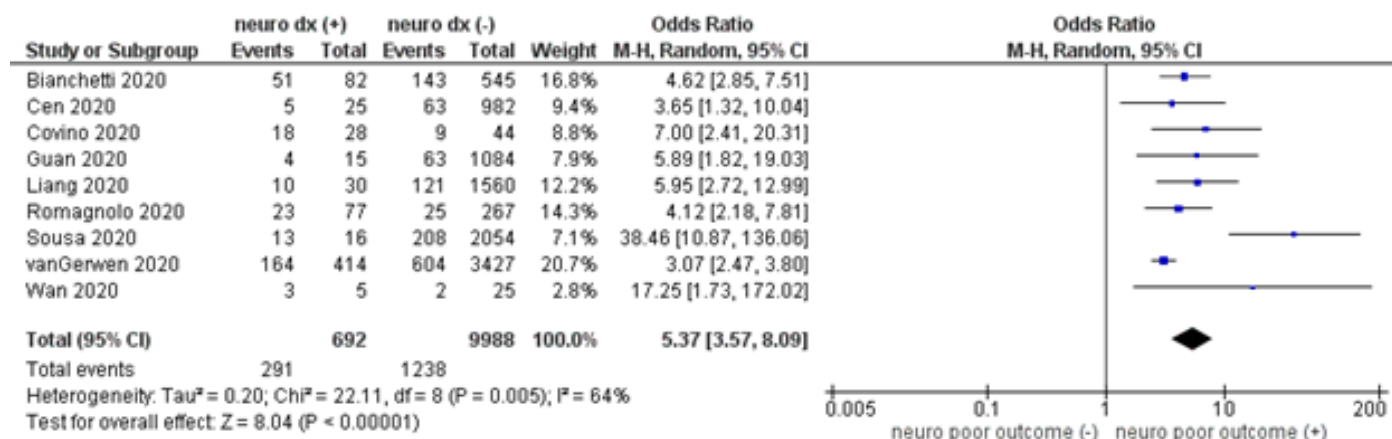 neuro dx (+) neuro dx (-) Odds Ratio Odds Ratio
Study or Subgroup Events Total Events Total Weight M-H, Random, 95% CI M-H, Random, 95% CI
Bianchetti 2020 51 82 143 545 16.8% 4.62 [2.85, 7.51]
Cen 2020 5 25 63 982 9.4% 3.65 [1.32, 10.04]
Covino 2020 18 28 9 44 8.8% 7.00 [2.41, 20.31]
Guan 2020 4 15 63 1084 7.9% 5.89 [1.82, 19.03]
Liang 2020 10 30 121 1560 12.2% 5.95 [2.72, 12.99]
Romagnolo 2020 23 77 25 267 14.3% 4.12 [2.18, 7.81]
Sousa 2020 13 16 208 2054 7.1% 38.46 [10.87, 136.06]
vanGerwen 2020 164 414 604 3427 20.7% 3.07 [2.47, 3.80]
Wan 2020 3 5 2 25 2.8% 17.25 [1.73, 172.02]
Total (95% CI) 692 9988 100.0% 5.37 [3.57, 8.09]
Total events 291 1238
Heterogeneity: Tau² = 0.20; Chi² = 22.11, df = 8 (P = 0.005); I² = 64%
Test for overall effect: Z = 8.04 (P < 0.00001)
0.005 0.1 1 10 200
neuro poor outcome (-) neuro poor outcome (+)